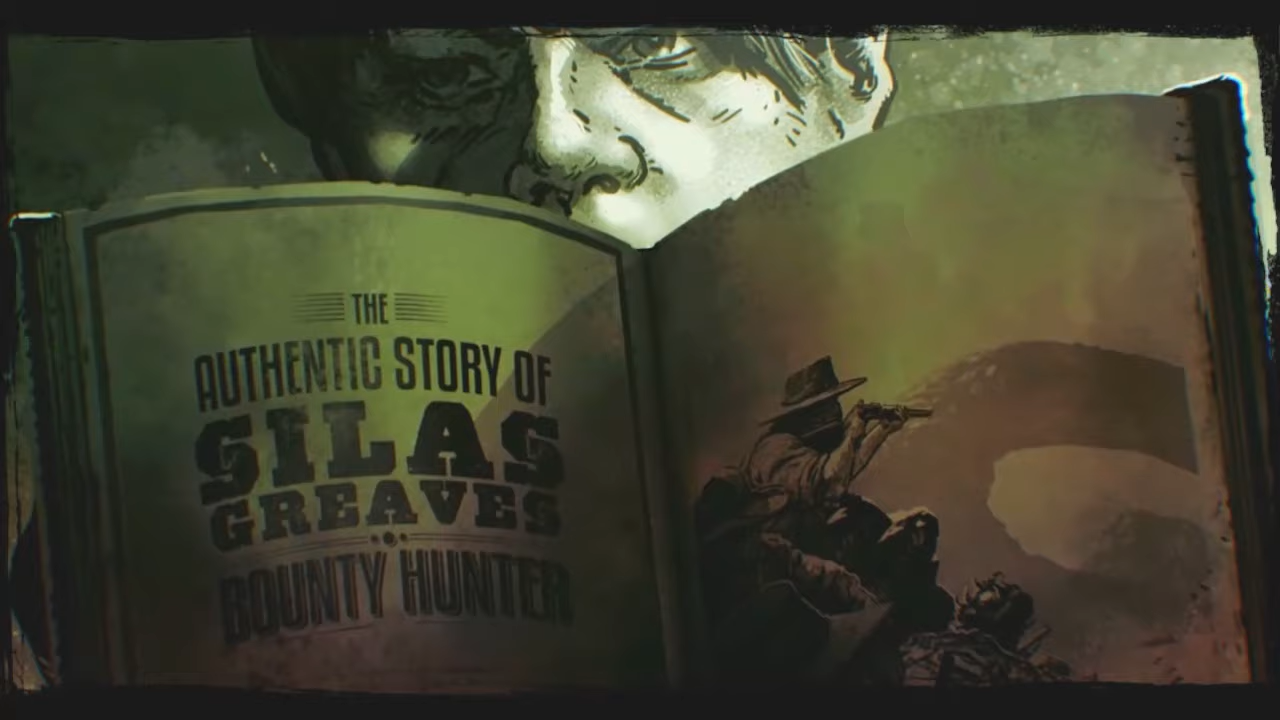 THE
AUTHENTIC STORY OF
SILAS
GREAVES
BOUNTY HUNTER